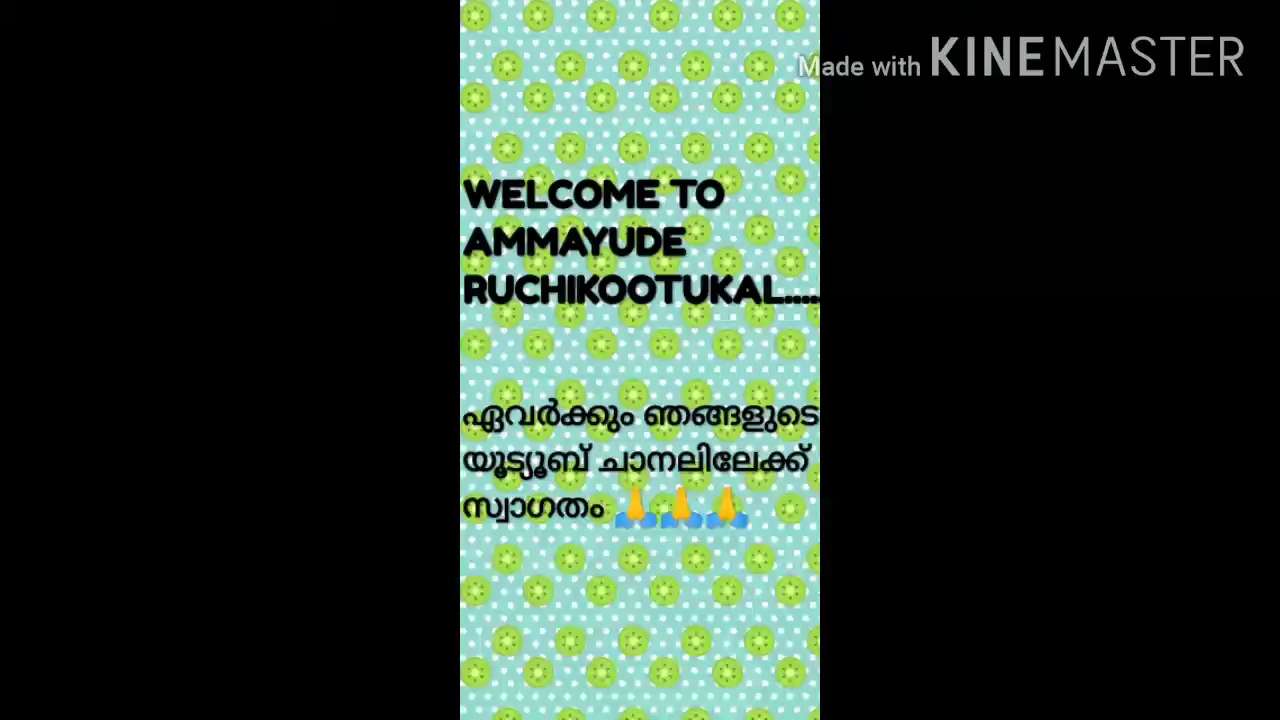 Made with KINEMASTER
WELCOME TO
AMMAYUDE
RUCHIKOOTUKAL....
ഏവർക്കും ഞങ്ങളുടെ
യൂട്യൂബ് ചാനലിലേക്ക്
സ്വാഗതം 🙏🙏🙏